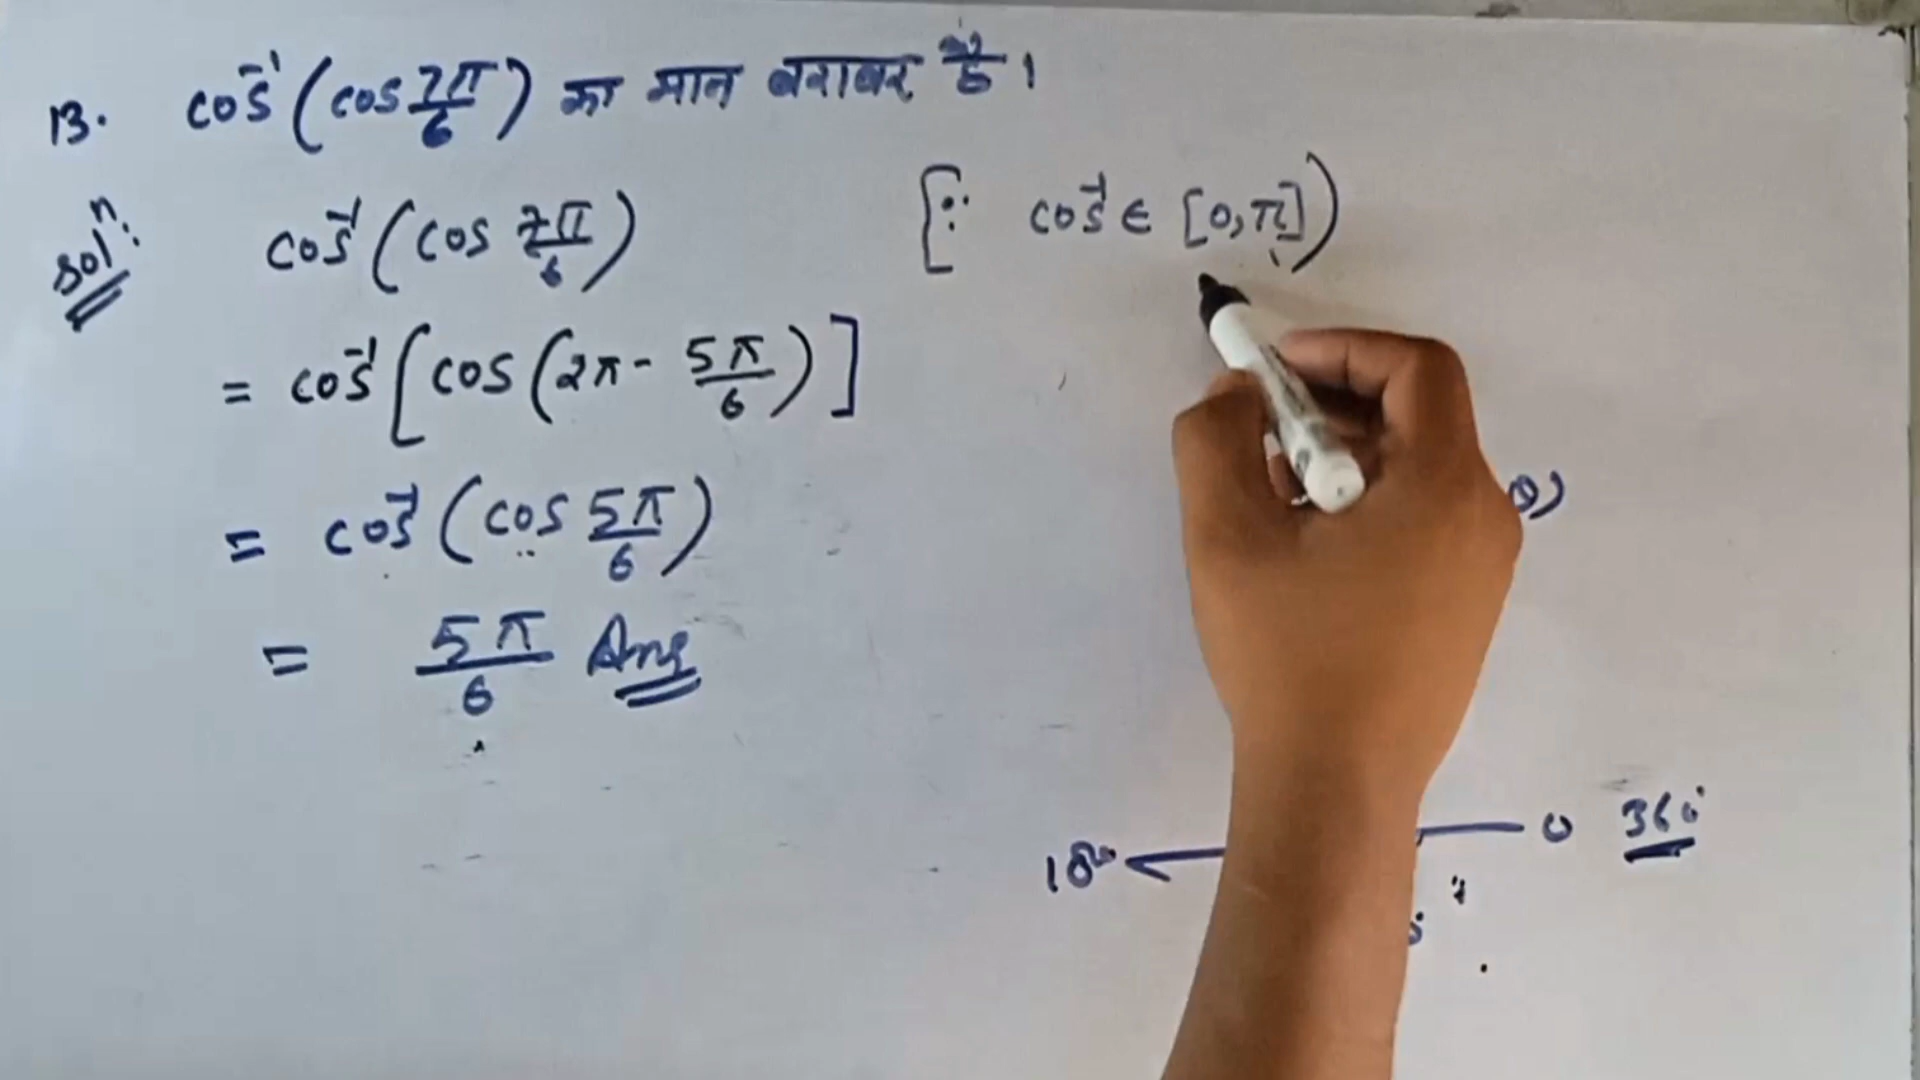 13. cos⁻¹(cos 7π/6) का मान बराबर है।
Solⁿ: cos⁻¹(cos 7π/6) [∵ cos⁻¹ ∈ [0, π])
= cos⁻¹[cos(2π - 5π/6)]
= cos⁻¹(cos 5π/6)
= 5π/6 Ans
θ)
180° 0 360°